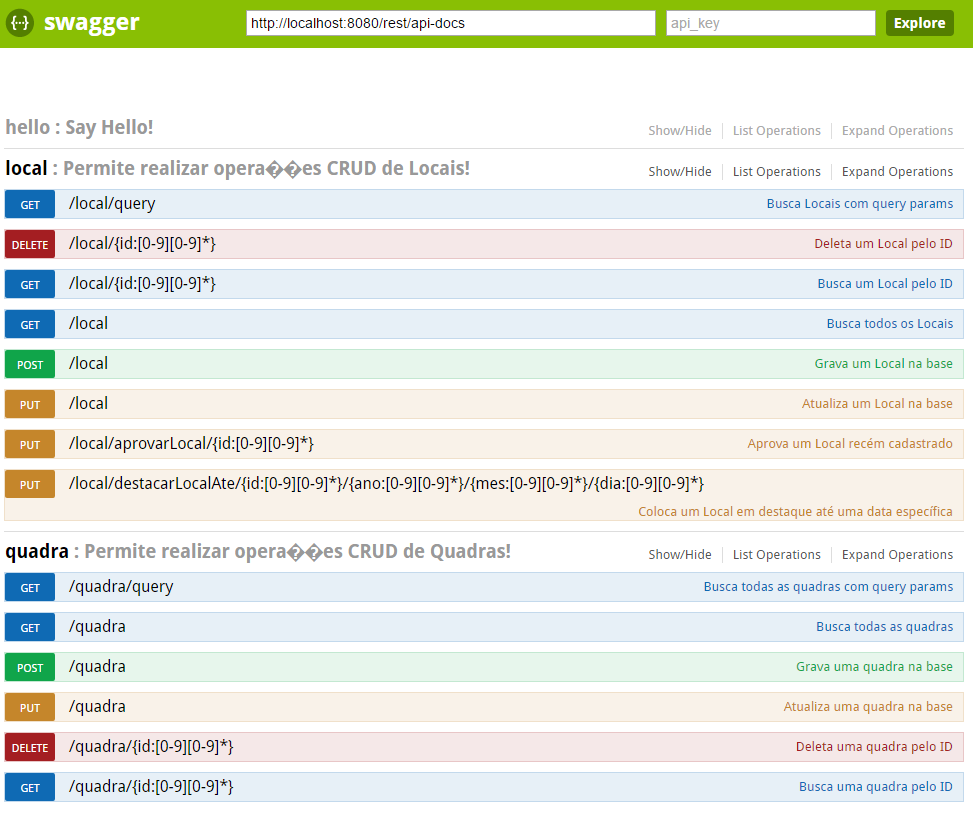 {···} swagger http://localhost:8080/rest/api-docs api_key Explore
hello : Say Hello! Show/Hide List Operations Expand Operations
local : Permite realizar opera��es CRUD de Locais! Show/Hide List Operations Expand Operations
GET /local/query Busca Locais com query params
DELETE /local/{id:[0-9][0-9]*} Deleta um Local pelo ID
GET /local/{id:[0-9][0-9]*} Busca um Local pelo ID
GET /local Busca todos os Locais
POST /local Grava um Local na base
PUT /local Atualiza um Local na base
PUT /local/aprovarLocal/{id:[0-9][0-9]*} Aprova um Local recém cadastrado
PUT /local/destacarLocalAte/{id:[0-9][0-9]*}/{ano:[0-9][0-9]*}/{mes:[0-9][0-9]*}/{dia:[0-9][0-9]*}
Coloca um Local em destaque até uma data específica
quadra : Permite realizar opera��es CRUD de Quadras! Show/Hide List Operations Expand Operations
GET /quadra/query Busca todas as quadras com query params
GET /quadra Busca todas as quadras
POST /quadra Grava uma quadra na base
PUT /quadra Atualiza uma quadra na base
DELETE /quadra/{id:[0-9][0-9]*} Deleta uma quadra pelo ID
GET /quadra/{id:[0-9][0-9]*} Busca uma quadra pelo ID